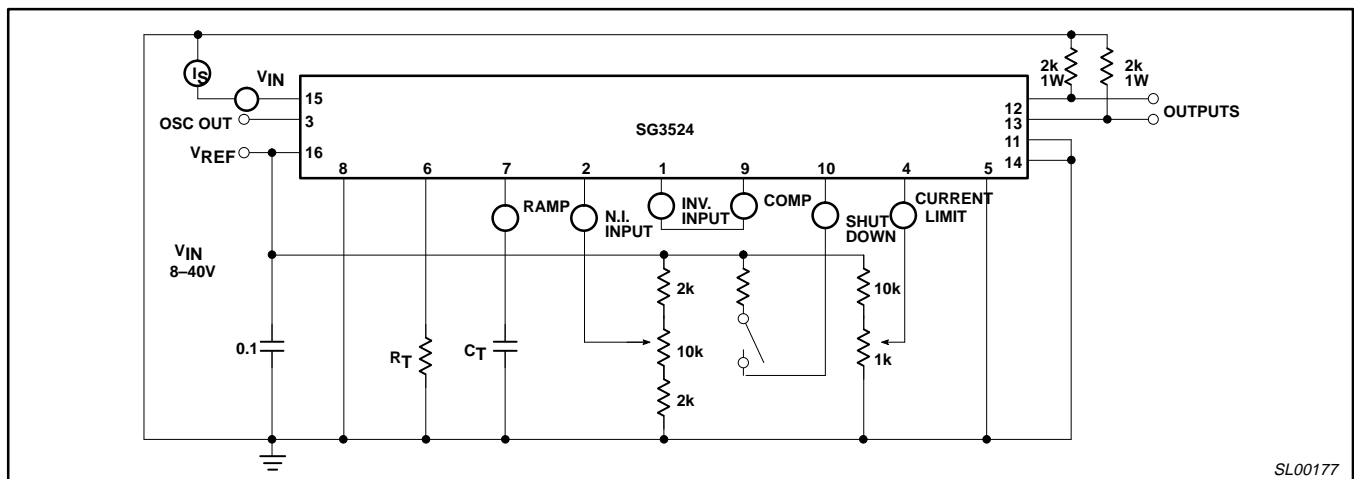 2k
1W
2k
1W
IS
VIN
15
12
OUTPUTS
OSC OUT
3
SG3524
13
11
VREF
16
14
8
6
7
2
1
9
10
4
5
RAMP
N.I.
INPUT
INV.
INPUT
COMP
SHUT
DOWN
CURRENT
LIMIT
VIN
8–40V
2k
10k
0.1
RT
CT
10k
1k
2k
SL00177